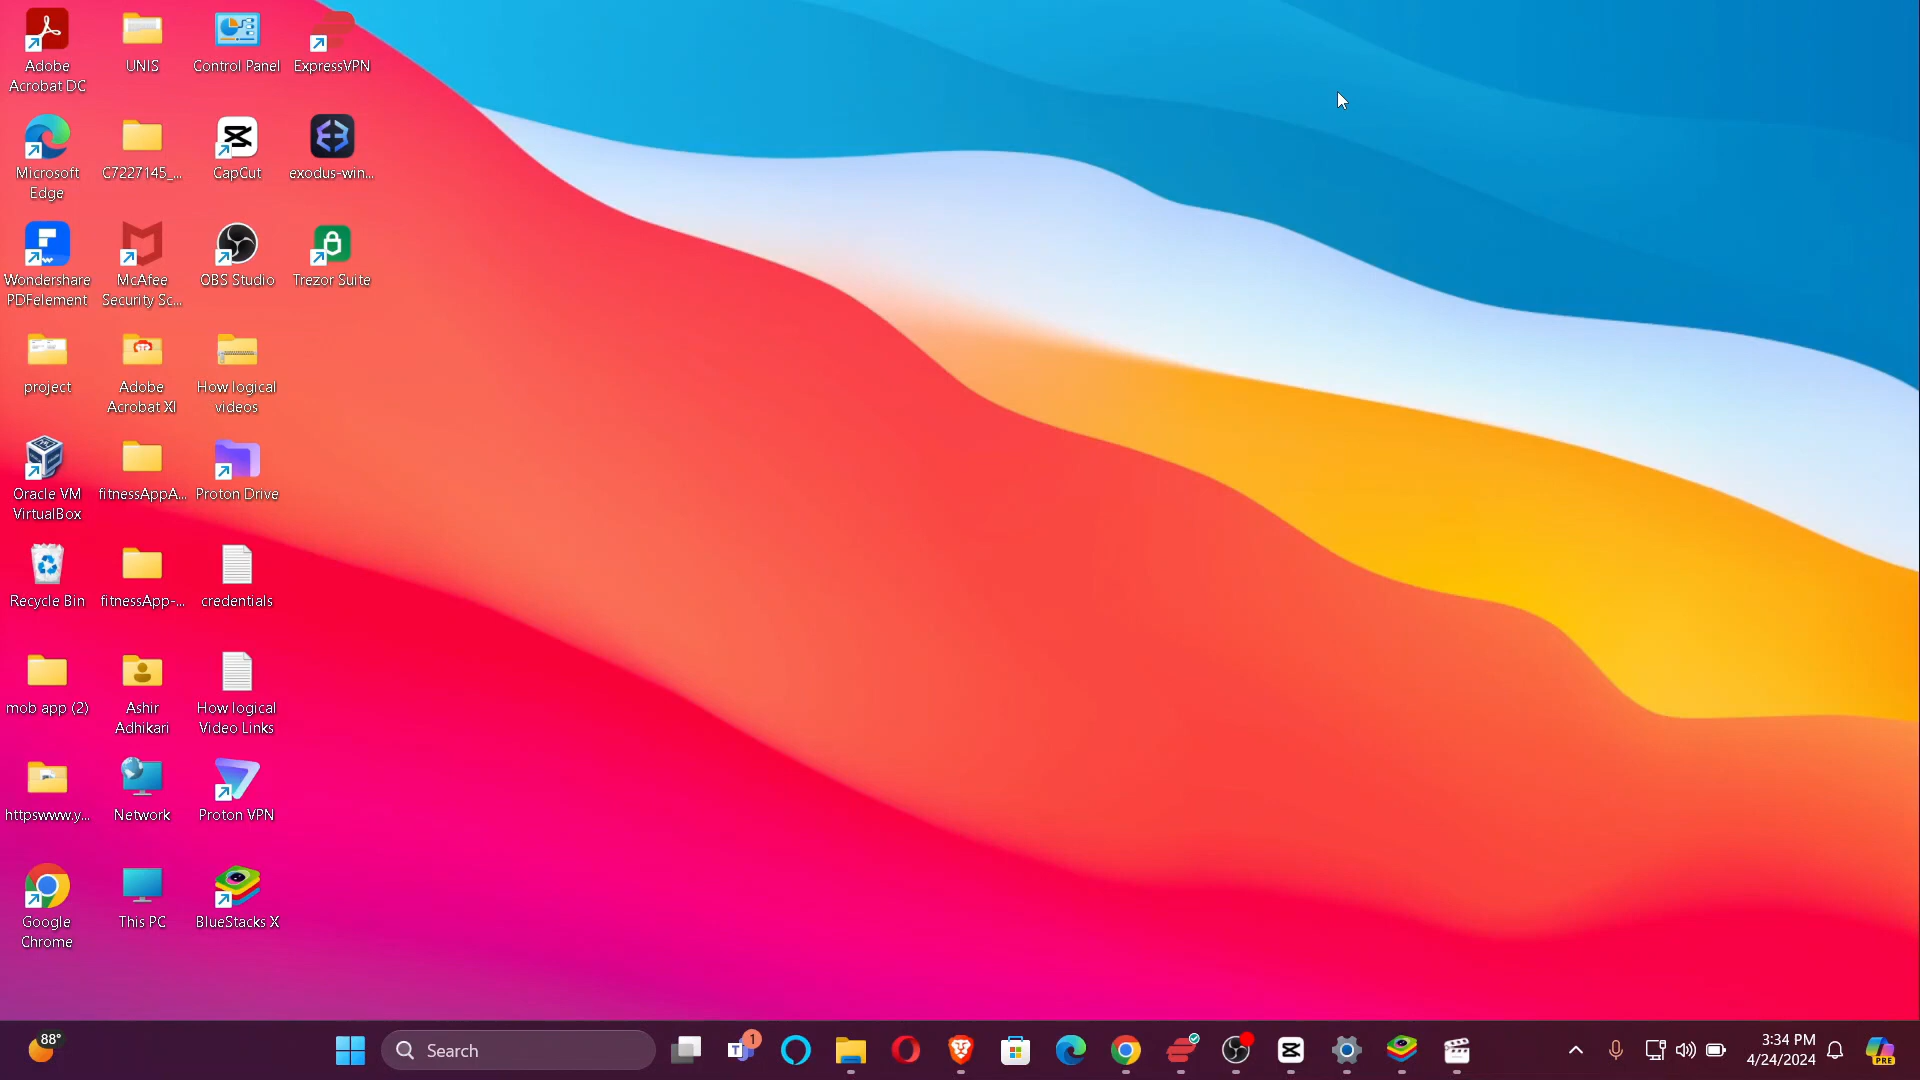 Adobe
Acrobat DC
UNIS
Control Panel
ExpressVPN
Microsoft
Edge
C7227145_...
CapCut
exodus-win...
Wondershare
PDFelement
McAfee
Security Sc...
OBS Studio
Trezor Suite
project
Adobe
Acrobat XI
How logical
videos
Oracle VM
VirtualBox
fitnessAppA...
Proton Drive
Recycle Bin
fitnessApp-...
credentials
mob app (2)
Ashir
Adhikari
How logical
Video Links
httpswww.y...
Network
Proton VPN
Google
Chrome
This PC
BlueStacks X
88°
Search
1
3:34 PM
4/24/2024
PRE